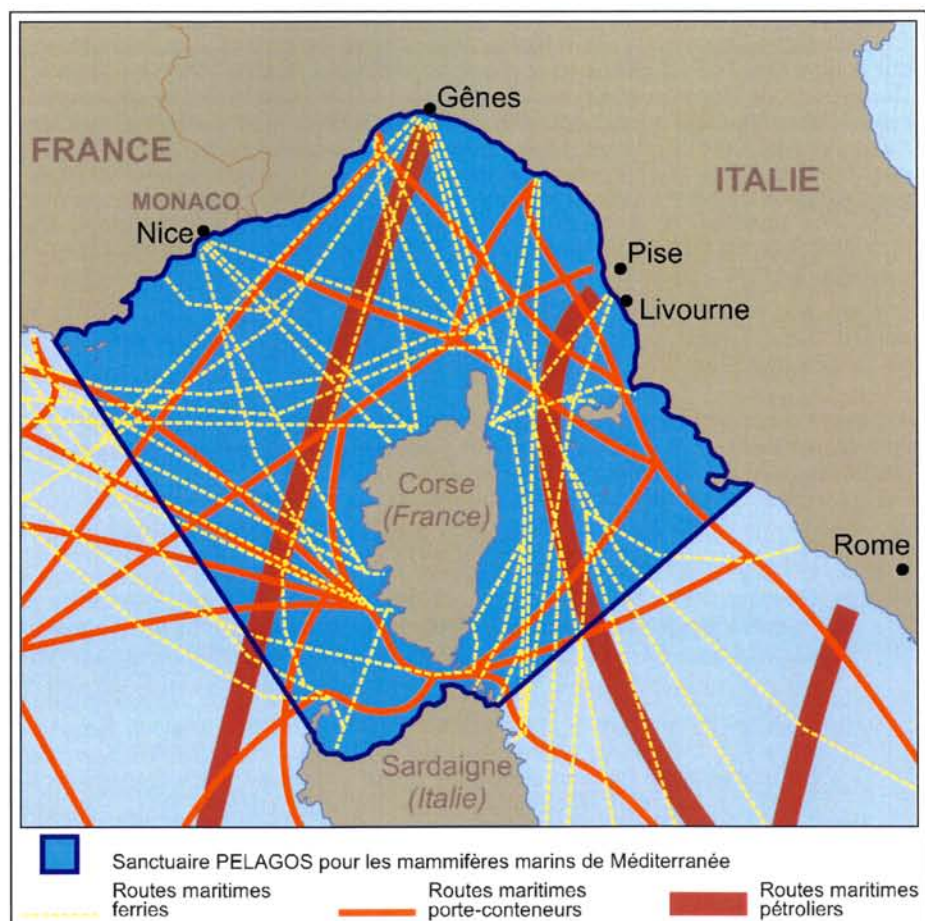 Gênes
FRANCE
ITALIE
MONACO
Nice
Pise
Livourne
Corse
(France)
Rome
Sardaigne
(Italie)
Sanctuaire PELAGOS pour les mammifères marins de Méditerranée
Routes maritimes
ferries
Routes maritimes
porte-conteneurs
Routes maritimes
pétroliers